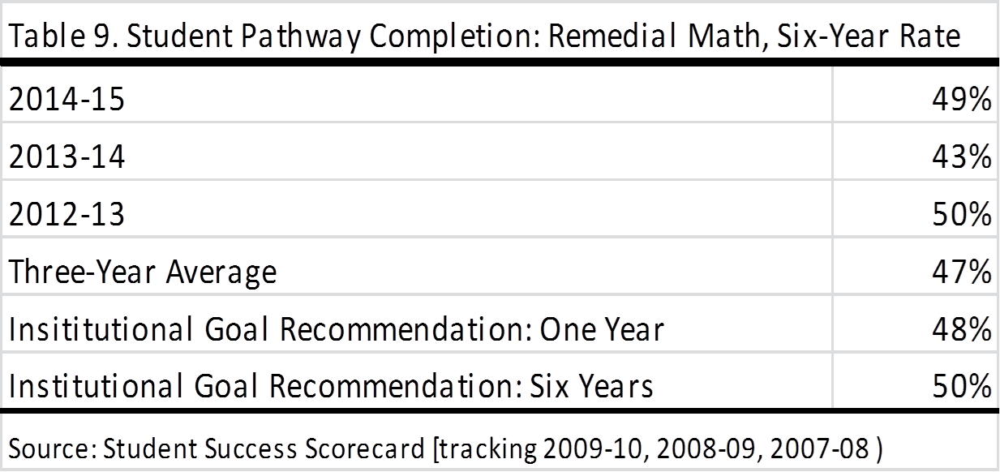 Table 9. Student Pathway Completion: Remedial Math, Six-Year Rate
2014-15 49%
2013-14 43%
2012-13 50%
Three-Year Average 47%
Insititutional Goal Recommendation: One Year 48%
Institutional Goal Recommendation: Six Years 50%
Source: Student Success Scorecard [tracking 2009-10, 2008-09, 2007-08 )